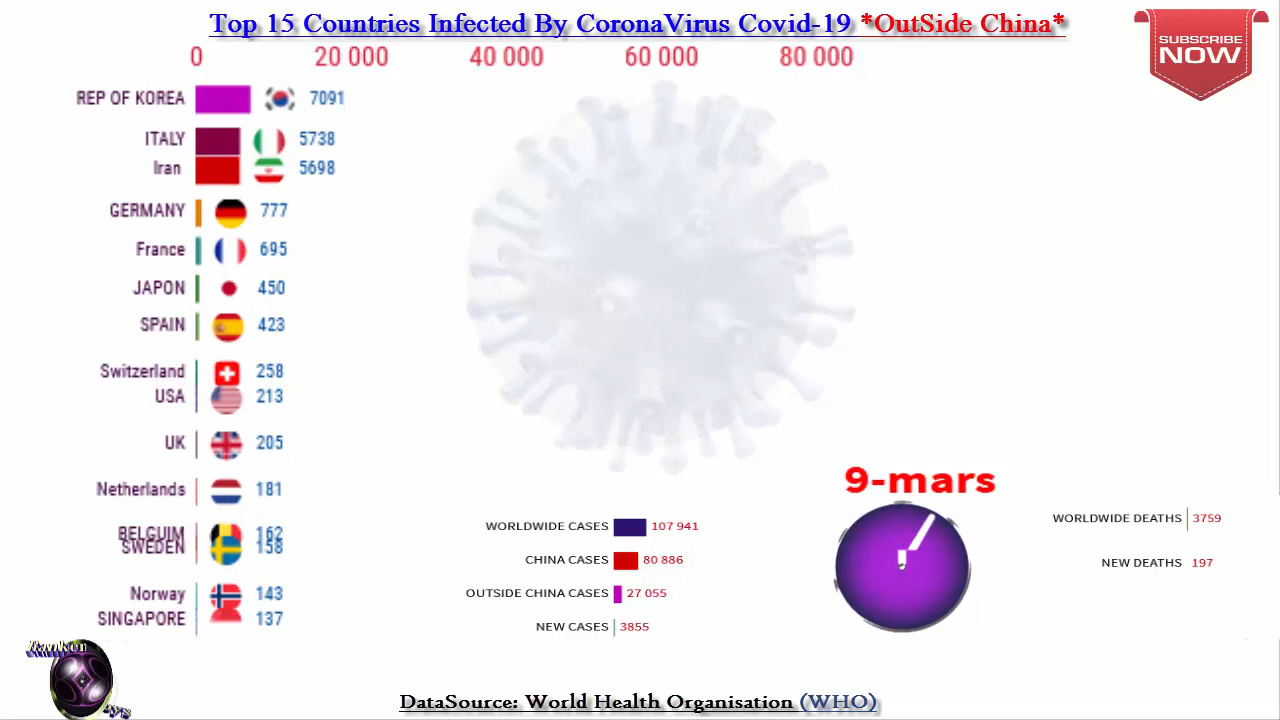 Top 15 Countries Infected By CoronaVirus Covid-19 *OutSide China*
SUBSCRIBE
NOW
0 20 000 40 000 60 000 80 000
REP OF KOREA 7091
ITALY 5738
Iran 5698
GERMANY 777
France 695
JAPON 450
SPAIN 423
Switzerland 258
USA 213
UK 205
Netherlands 181
BELGUIM 162
SWEDEN 158
Norway 143
SINGAPORE 137
9-mars
WORLDWIDE CASES 107 941
CHINA CASES 80 886
OUTSIDE CHINA CASES 27 055
NEW CASES 3855
WORLDWIDE DEATHS 3759
NEW DEATHS 197
DataSource: World Health Organisation (WHO)